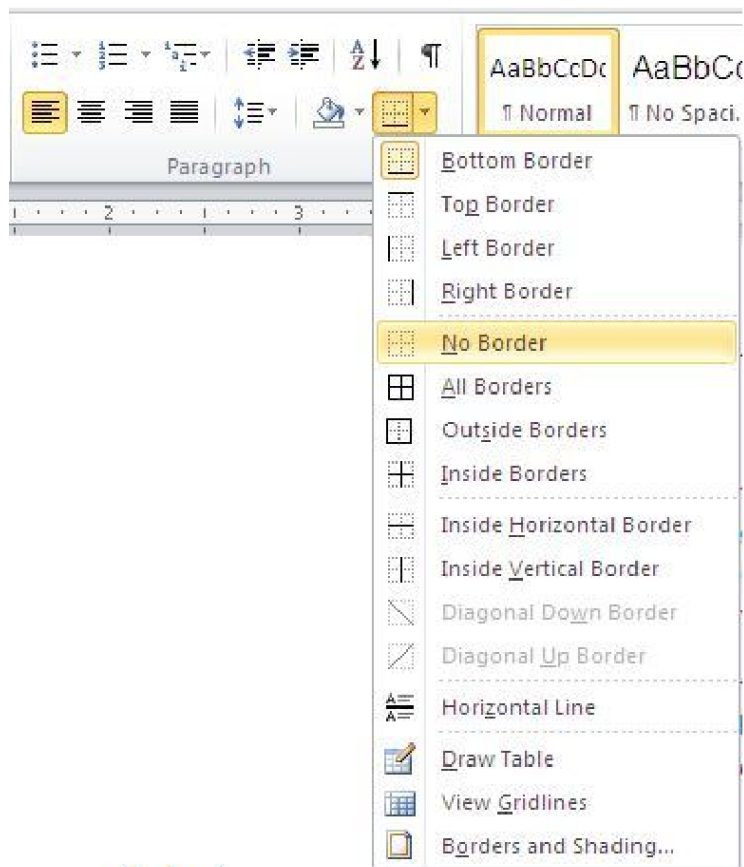 AaBbCcDc AaBbCc
¶ Normal ¶ No Spaci.
Paragraph
1 2 1 3
Bottom Border
Top Border
Left Border
Right Border
No Border
All Borders
Outside Borders
Inside Borders
Inside Horizontal Border
Inside Vertical Border
Diagonal Down Border
Diagonal Up Border
Horizontal Line
Draw Table
View Gridlines
Borders and Shading...